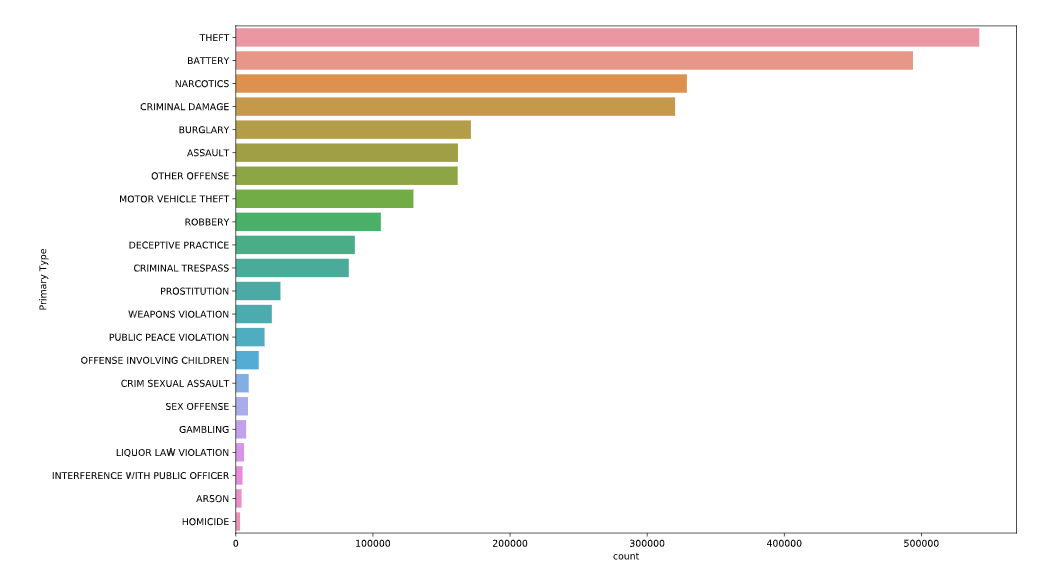 THEFT
BATTERY
NARCOTICS
CRIMINAL DAMAGE
BURGLARY
ASSAULT
OTHER OFFENSE
MOTOR VEHICLE THEFT
ROBBERY
DECEPTIVE PRACTICE
CRIMINAL TRESPASS
PROSTITUTION
WEAPONS VIOLATION
PUBLIC PEACE VIOLATION
OFFENSE INVOLVING CHILDREN
CRIM SEXUAL ASSAULT
SEX OFFENSE
GAMBLING
LIQUOR LAW VIOLATION
INTERFERENCE WITH PUBLIC OFFICER
ARSON
HOMICIDE
Primary Type
0 100000 200000 300000 400000 500000
count